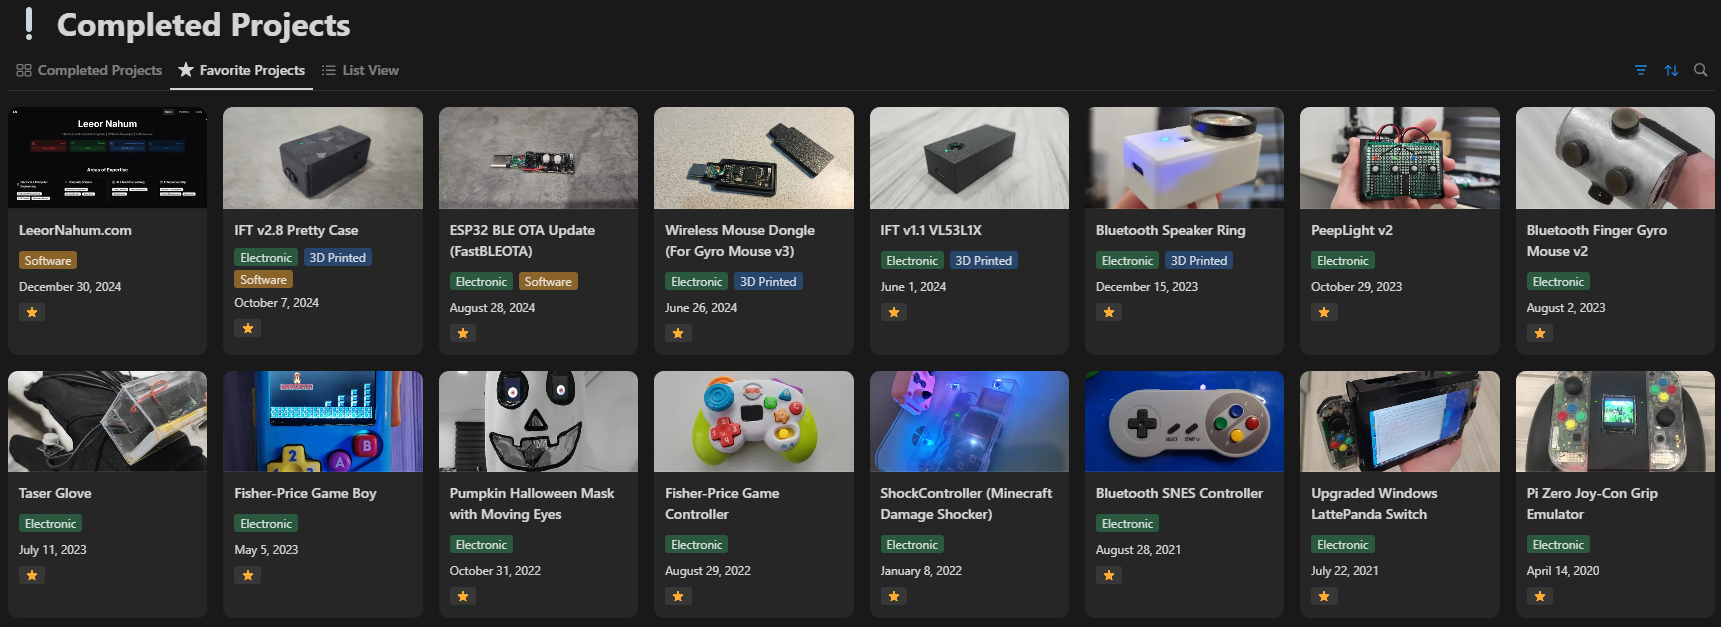 Completed Projects
Completed Projects Favorite Projects List View
Leeor Nahum
Areas of Expertise
LeeorNahum.com
Software
December 30, 2024
IFT v2.8 Pretty Case
Electronic 3D Printed
Software
October 7, 2024
ESP32 BLE OTA Update
(FastBLEOTA)
Electronic Software
August 28, 2024
Wireless Mouse Dongle
(For Gyro Mouse v3)
Electronic 3D Printed
June 26, 2024
IFT v1.1 VL53L1X
Electronic 3D Printed
June 1, 2024
Bluetooth Speaker Ring
Electronic 3D Printed
December 15, 2023
PeepLight v2
Electronic
October 29, 2023
Bluetooth Finger Gyro
Mouse v2
Electronic
August 2, 2023
Taser Glove
Electronic
July 11, 2023
2
A
B
Fisher-Price Game Boy
Electronic
May 5, 2023
Pumpkin Halloween Mask
with Moving Eyes
Electronic
October 31, 2022
Fisher-Price Game
Controller
Electronic
August 29, 2022
ShockController (Minecraft
Damage Shocker)
Electronic
January 8, 2022
SELECT START
Bluetooth SNES Controller
Electronic
August 28, 2021
Upgraded Windows
LattePanda Switch
Electronic
July 22, 2021
Pi Zero Joy-Con Grip
Emulator
Electronic
April 14, 2020